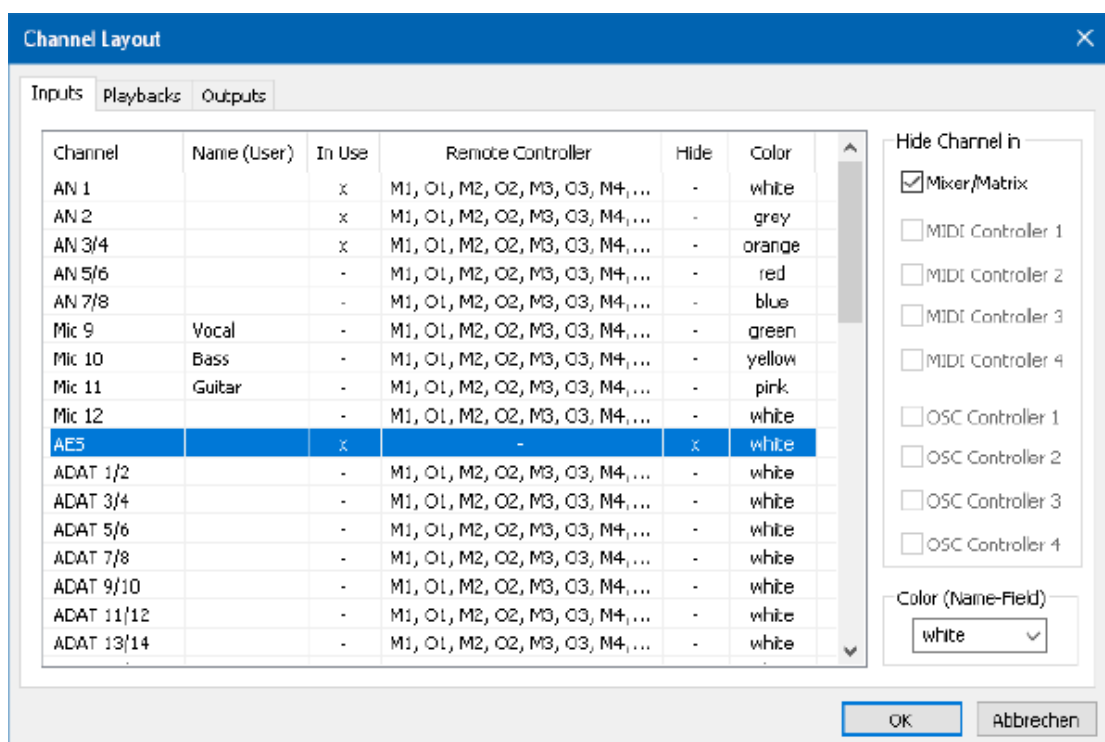 Channel Layout
Inputs Playbacks Outputs
Channel Name (User) In Use Remote Controller Hide Color
AN 1 x M1, O1, M2, O2, M3, O3, M4, ... - white
AN 2 x M1, O1, M2, O2, M3, O3, M4, ... - grey
AN 3/4 x M1, O1, M2, O2, M3, O3, M4, ... - orange
AN 5/6 - M1, O1, M2, O2, M3, O3, M4, ... - red
AN 7/8 - M1, O1, M2, O2, M3, O3, M4, ... - blue
Mic 9 Vocal - M1, O1, M2, O2, M3, O3, M4, ... - green
Mic 10 Bass - M1, O1, M2, O2, M3, O3, M4, ... - yellow
Mic 11 Guitar - M1, O1, M2, O2, M3, O3, M4, ... - pink
Mic 12 - M1, O1, M2, O2, M3, O3, M4, ... - white
AES x - x white
ADAT 1/2 - M1, O1, M2, O2, M3, O3, M4, ... - white
ADAT 3/4 - M1, O1, M2, O2, M3, O3, M4, ... - white
ADAT 5/6 - M1, O1, M2, O2, M3, O3, M4, ... - white
ADAT 7/8 - M1, O1, M2, O2, M3, O3, M4, ... - white
ADAT 9/10 - M1, O1, M2, O2, M3, O3, M4, ... - white
ADAT 11/12 - M1, O1, M2, O2, M3, O3, M4, ... - white
ADAT 13/14 - M1, O1, M2, O2, M3, O3, M4, ... - white
Hide Channel in
Mixer/Matrix
MIDI Controller 1
MIDI Controller 2
MIDI Controller 3
MIDI Controller 4
OSC Controller 1
OSC Controller 2
OSC Controller 3
OSC Controller 4
Color (Name-Field)
white
OK Abbrechen